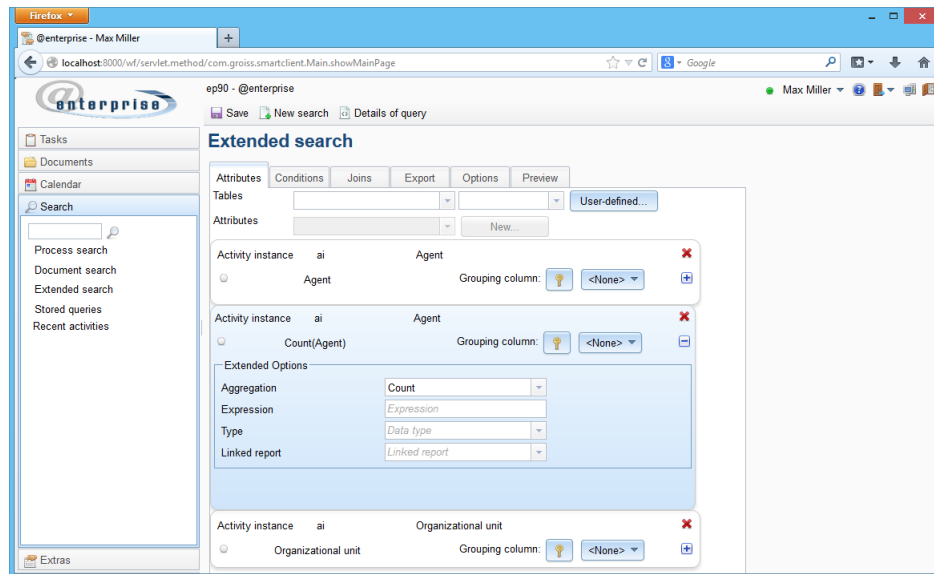 Firefox
@enterprise - Max Miller
localhost:8000/wf/servlet.method/com.groiss.smartclient.Main.showMainPage
Google
@enterprise
ep90 - @enterprise
Max Miller
Save New search Details of query
Tasks
Documents
Calendar
Search
Process search
Document search
Extended search
Stored queries
Recent activities
Extras
Extended search
Attributes Conditions Joins Export Options Preview
Tables User-defined...
Attributes New...
Activity instance ai Agent
Agent Grouping column: <None>
Activity instance ai Agent
Count(Agent) Grouping column: <None>
Extended Options
Aggregation Count
Expression Expression
Type Data type
Linked report Linked report
Activity instance ai Organizational unit
Organizational unit Grouping column: <None>